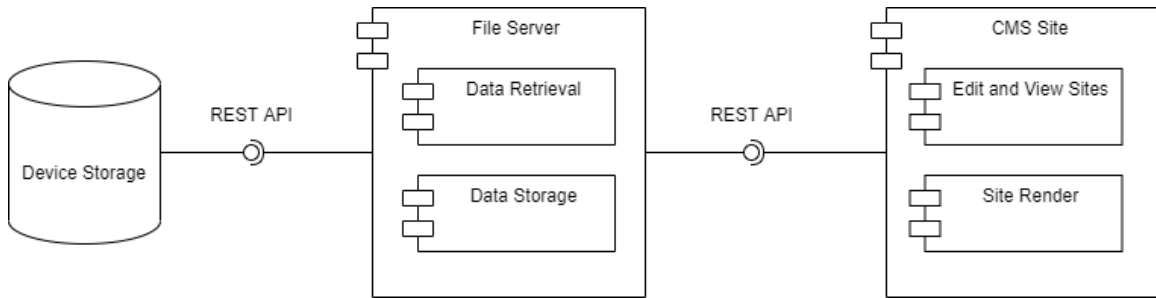 File Server
CMS Site
Data Retrieval
Edit and View Sites
REST API
REST API
Device Storage
Data Storage
Site Render